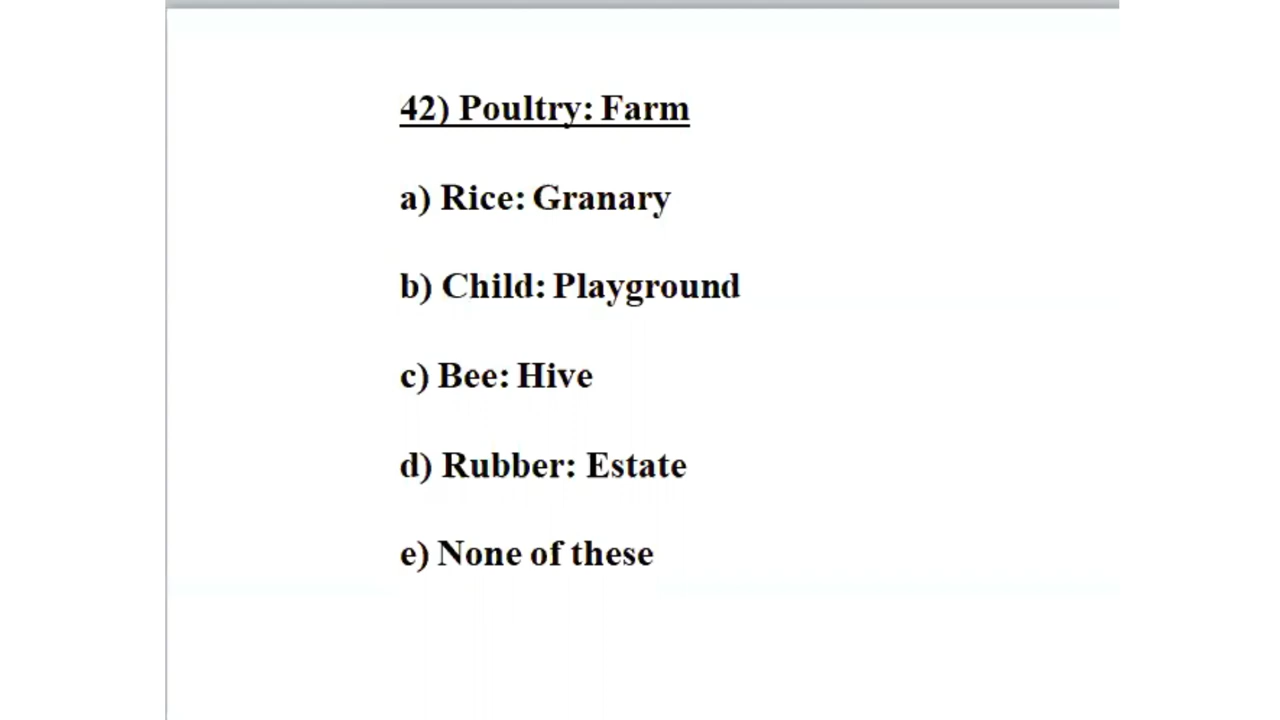 42) Poultry: Farm
a) Rice: Granary
b) Child: Playground
c) Bee: Hive
d) Rubber: Estate
e) None of these